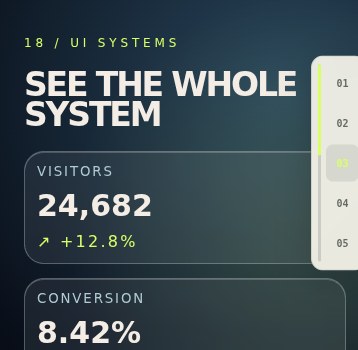 18 / UI SYSTEMS
SEE THE WHOLE
SYSTEM
VISITORS
24,682
↗ +12.8%
CONVERSION
8.42%
01
02
03
04
05